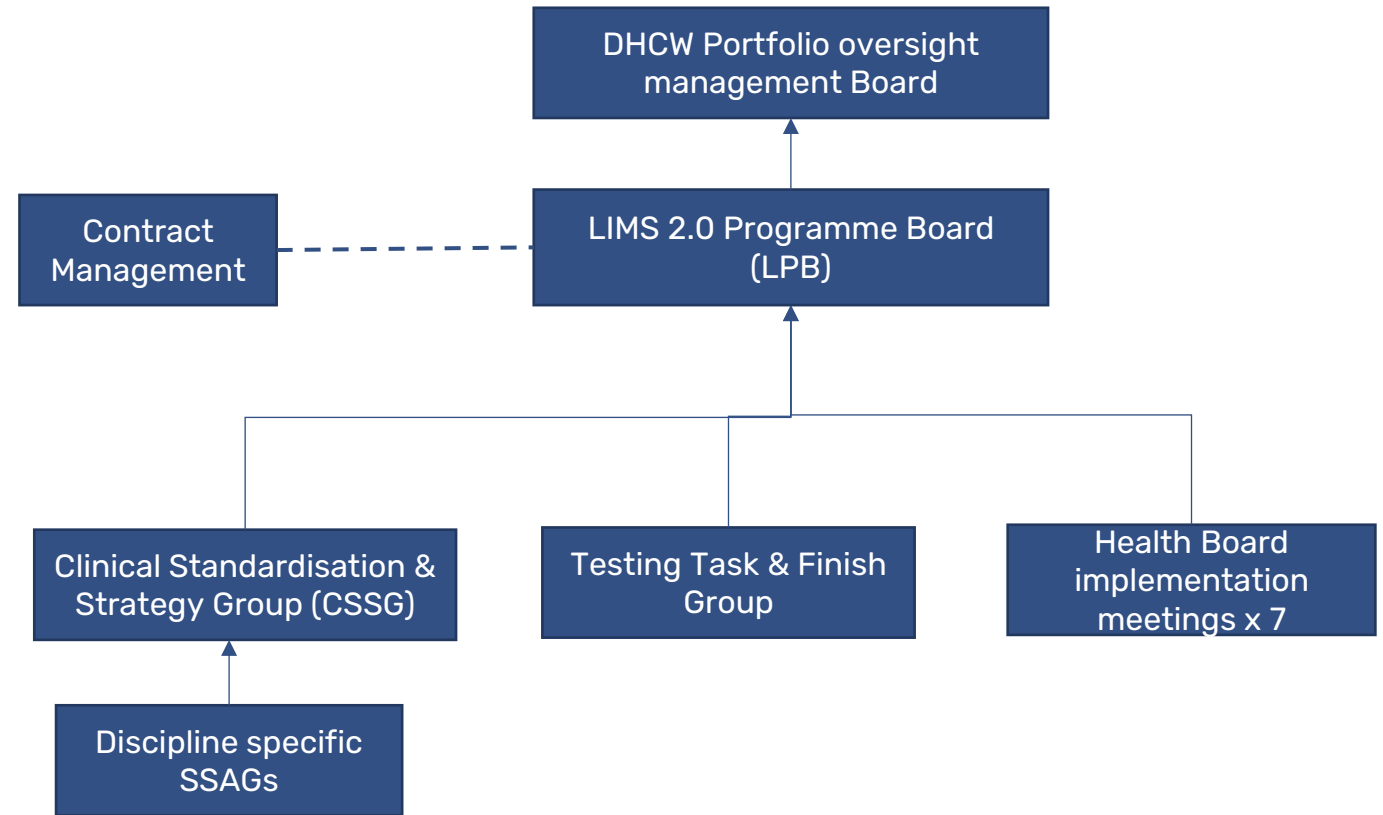 DHCW Portfolio oversight
management Board
Contract
Management
LIMS 2.0 Programme Board
(LPB)
Clinical Standardisation &
Strategy Group (CSSG)
Testing Task & Finish
Group
Health Board
implementation
meetings x 7
Discipline specific
SSAGs